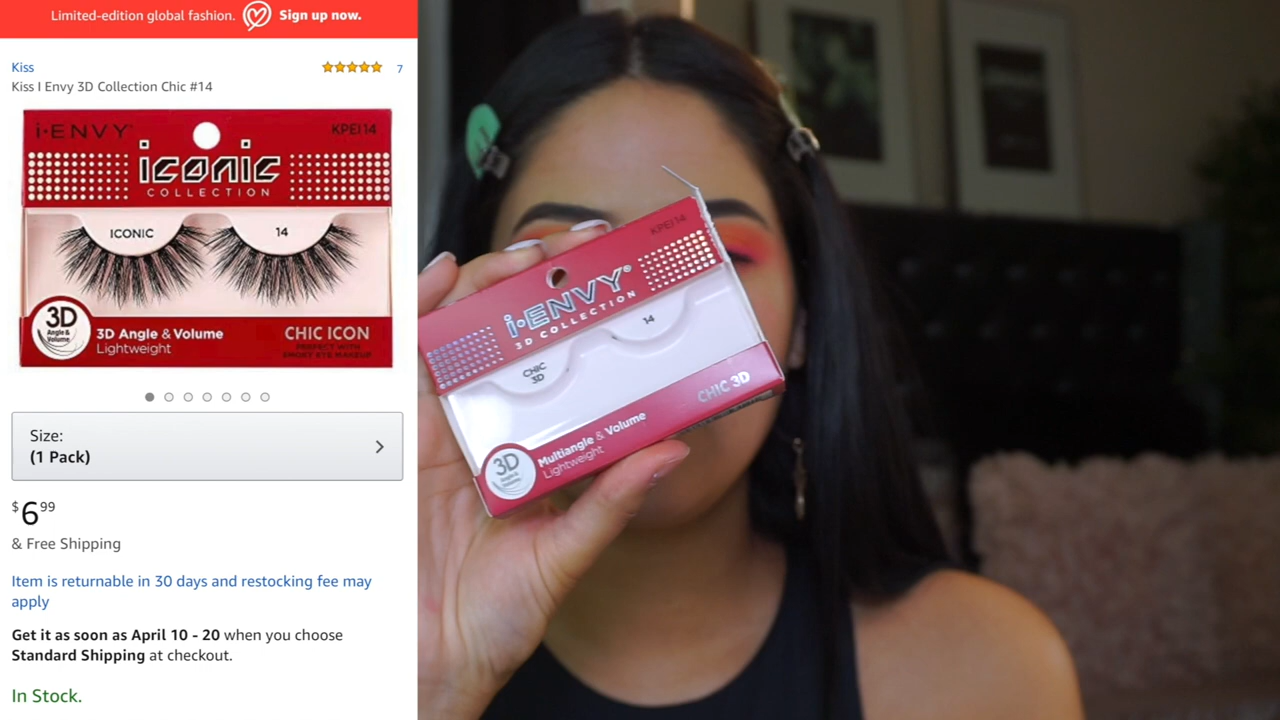 Limited-edition global fashion. Sign up now.
Kiss
7
Kiss I Envy 3D Collection Chic #14
i·ENVY
KPEI14
iconic
COLLECTION
ICONIC
14
3D
Angle &
Volume
3D Angle & Volume
Lightweight
CHIC ICON
PERFECT WITH
SMOKY EYE MAKEUP
Size:
(1 Pack)
$6 99
& Free Shipping
Item is returnable in 30 days and restocking fee may
apply
Get it as soon as April 10 - 20 when you choose
Standard Shipping at checkout.
In Stock.
KPEI14
i·ENVY®
3D COLLECTION
14
CHIC
3D
CHIC 3D
Multiangle & Volume
Lightweight
3D
Angle &
Volume